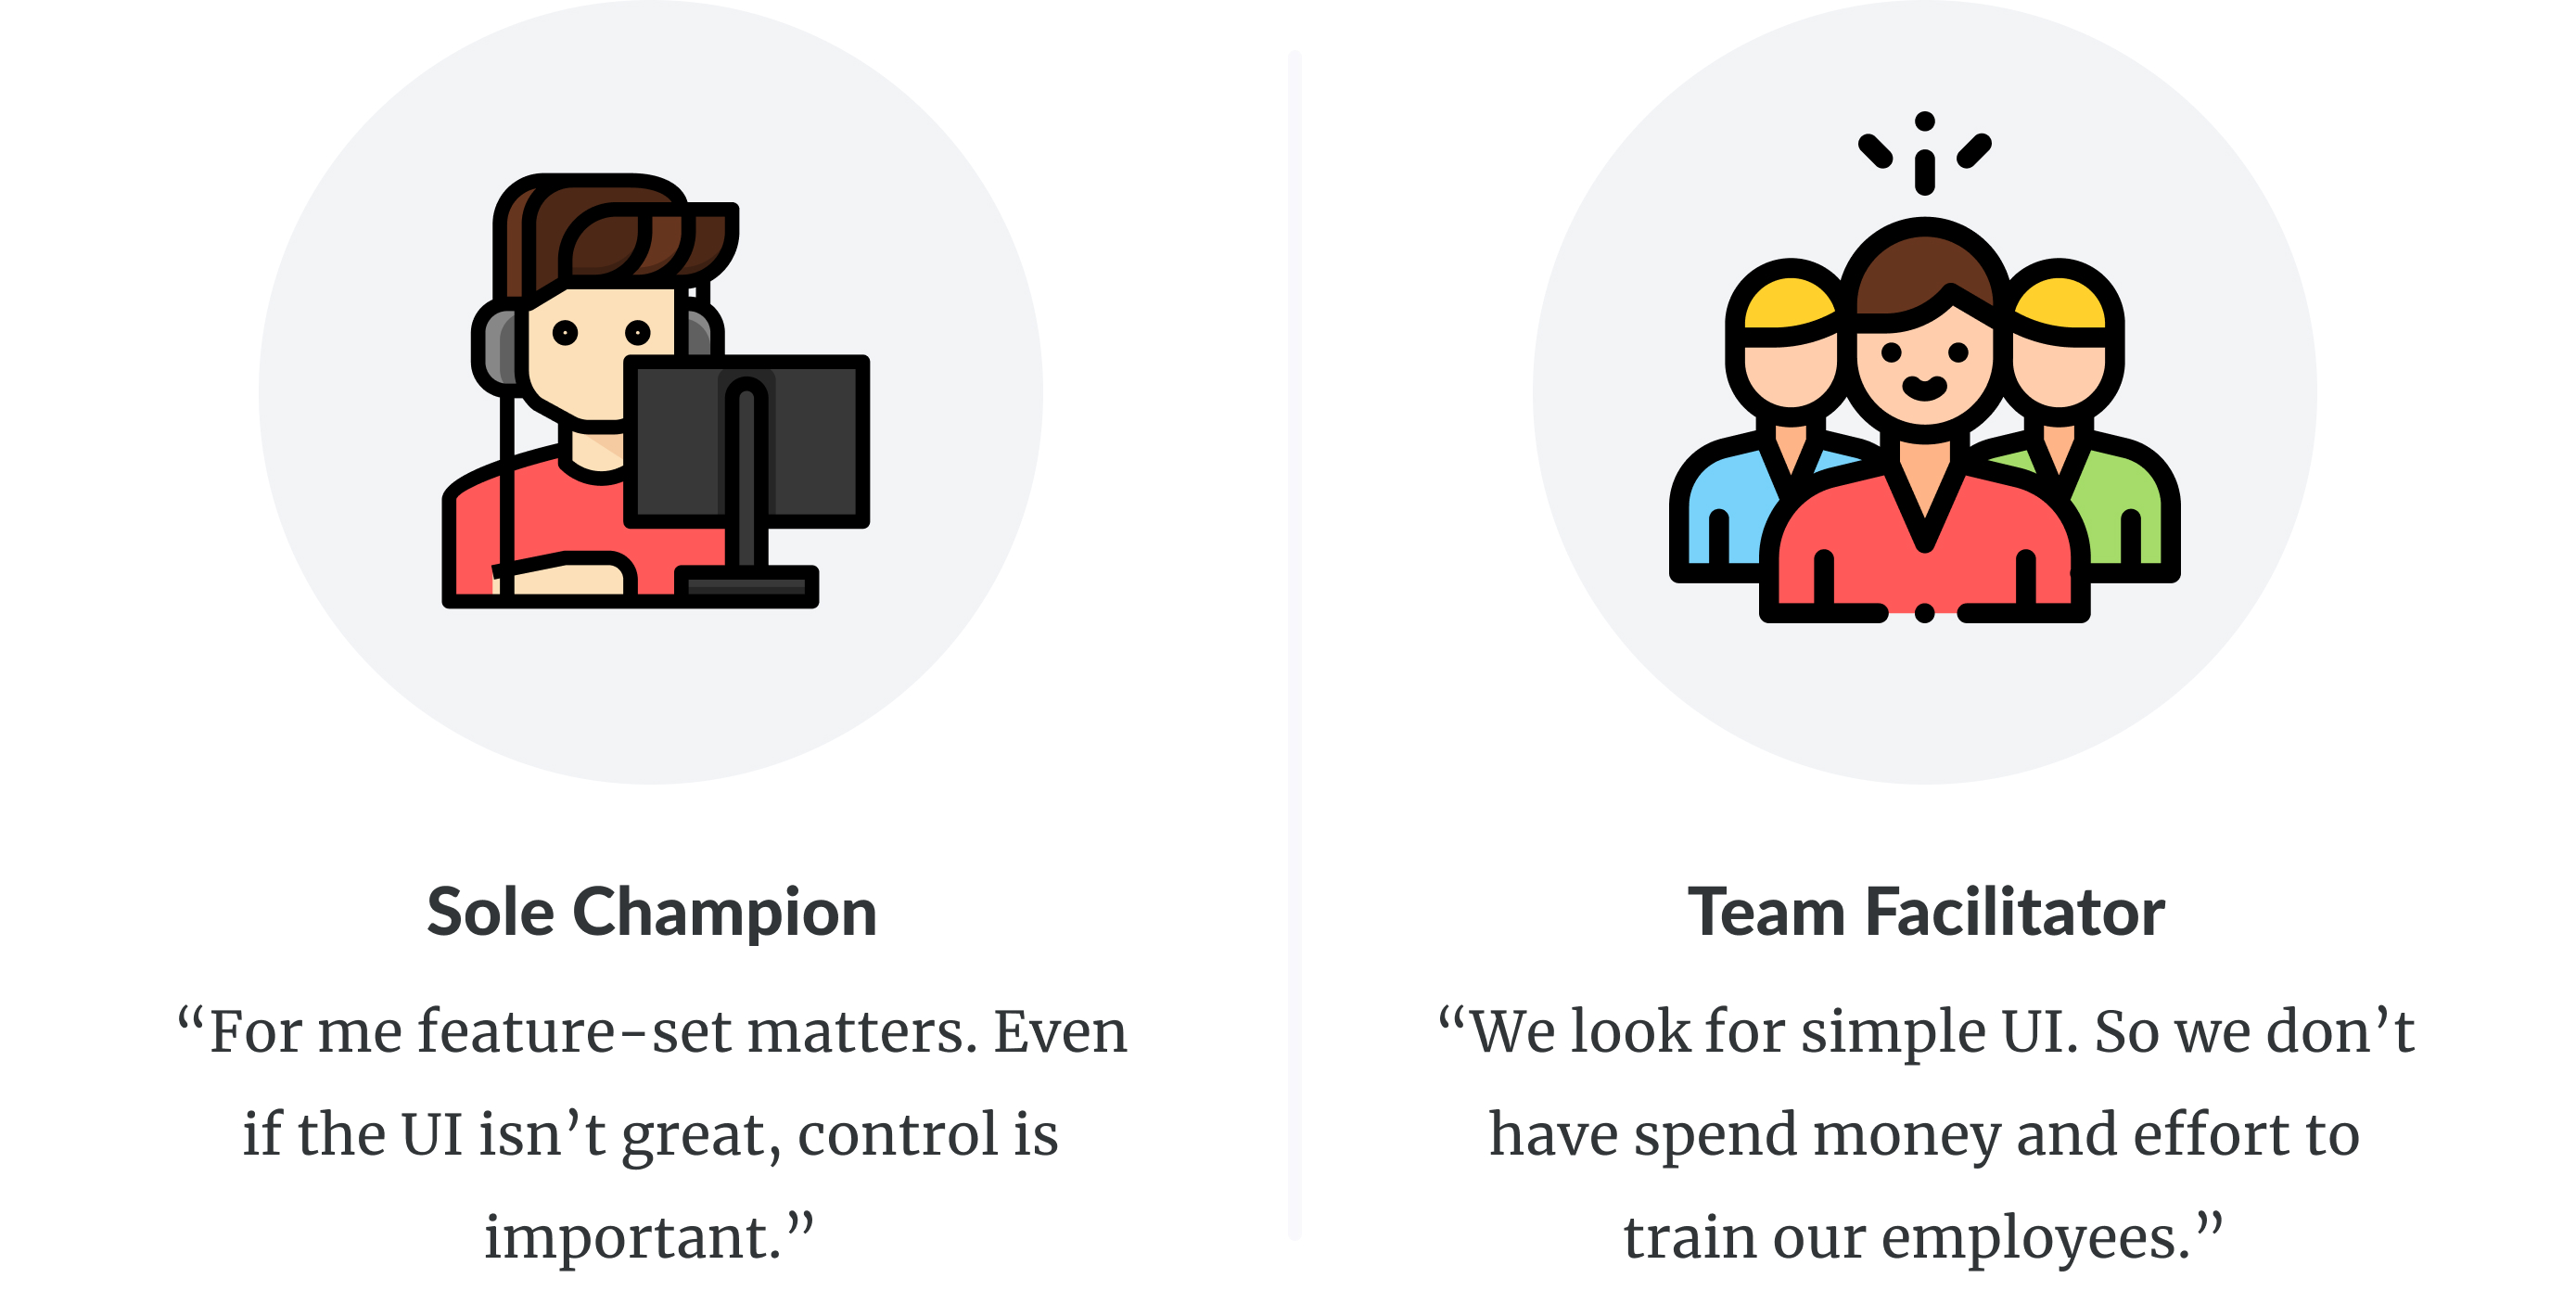 Sole Champion
“For me feature-set matters. Even
if the UI isn’t great, control is
important.”
Team Facilitator
“We look for simple UI. So we don’t
have spend money and effort to
train our employees.”